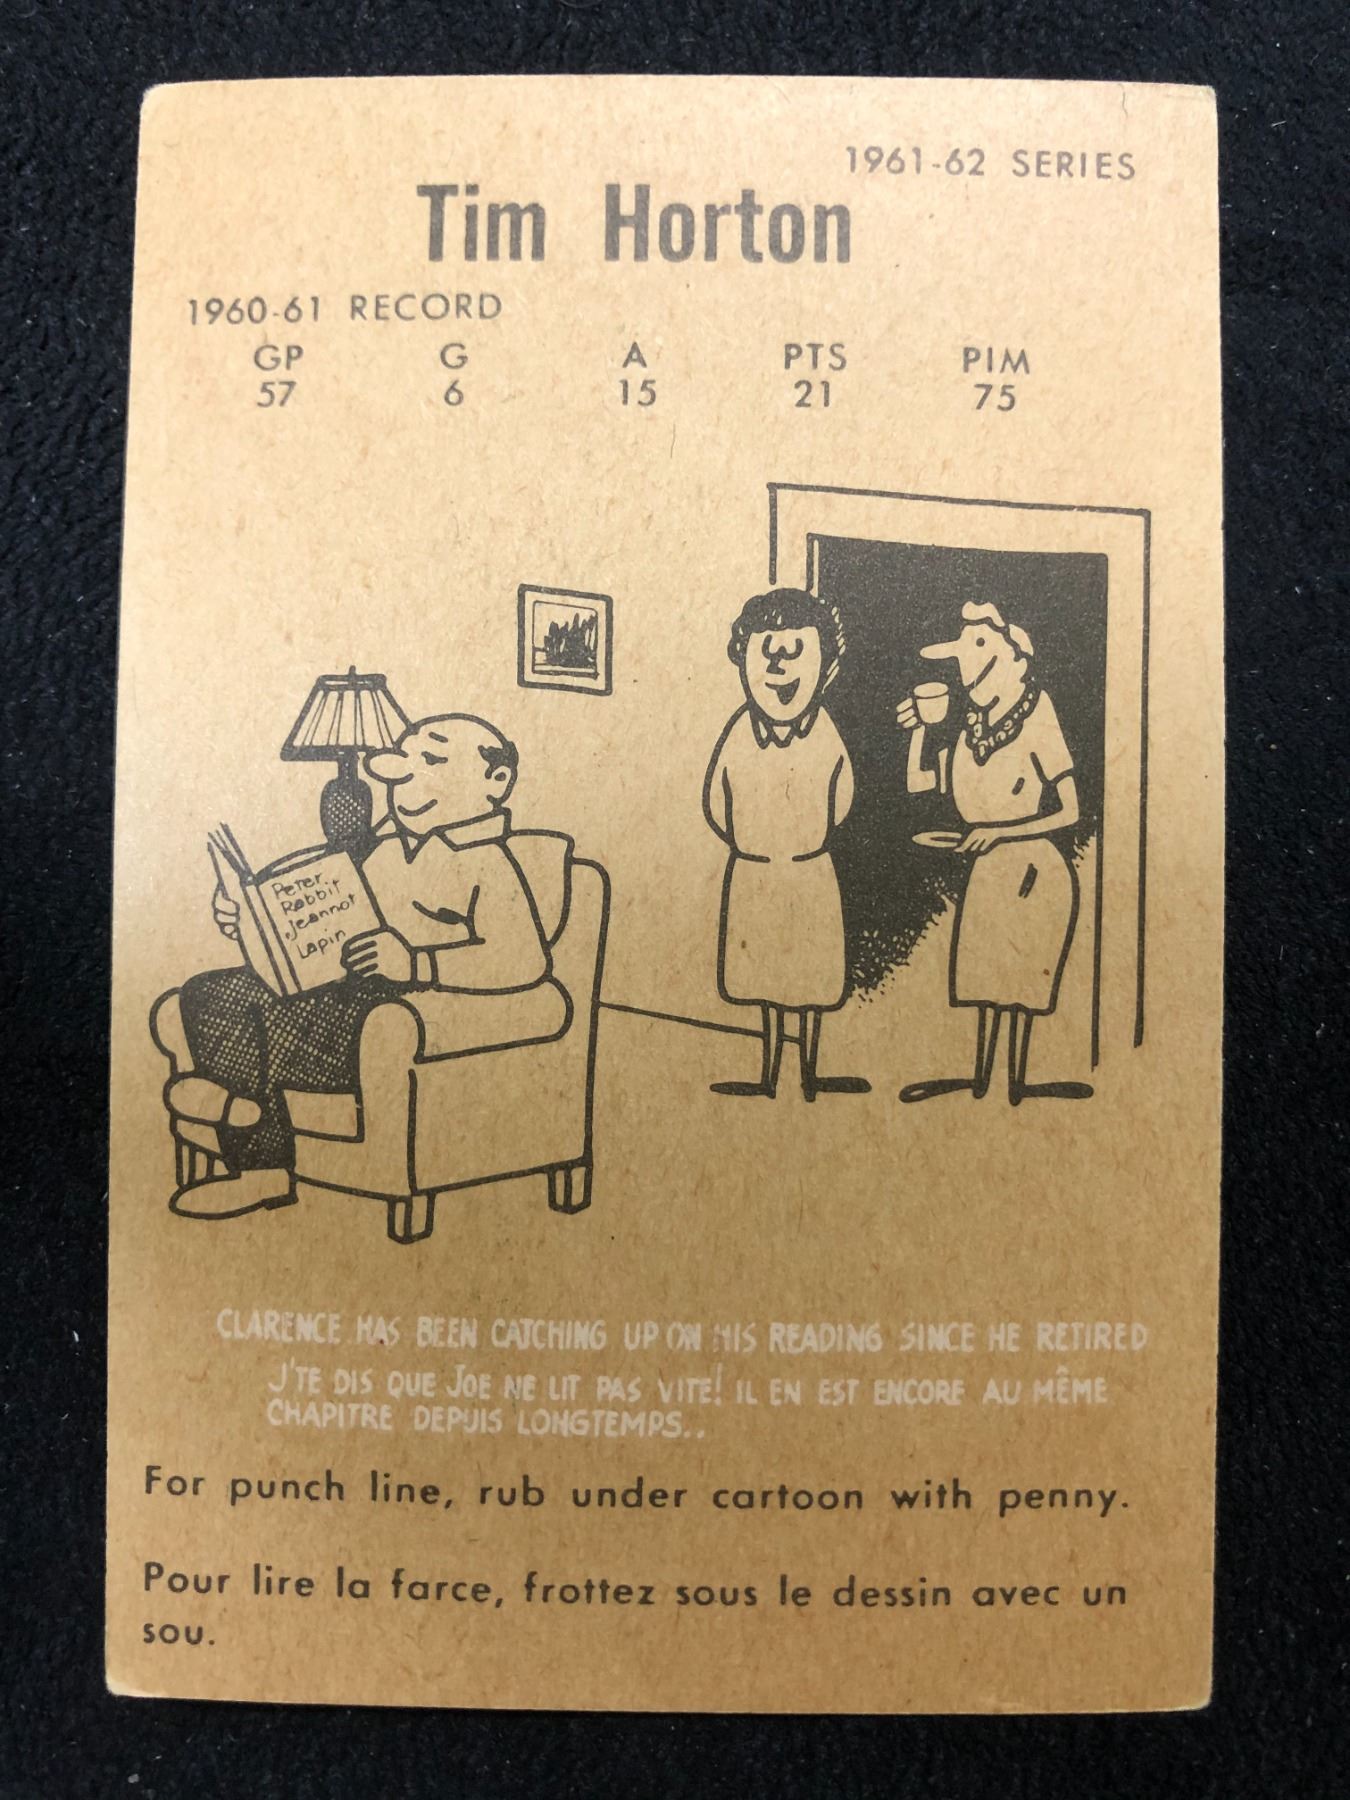 1961-62 SERIES
Tim Horton
1960-61 RECORD
GP G A PTS PIM
57 6 15 21 75
Peter
Rabbit
Jeannot
Lapin
CLARENCE HAS BEEN CATCHING UP ON HIS READING SINCE HE RETIRED
J'TE DIS QUE JOE NE LIT PAS VITE! IL EN EST ENCORE AU MÊME
CHAPITRE DEPUIS LONGTEMPS..
For punch line, rub under cartoon with penny.
Pour lire la farce, frottez sous le dessin avec un
sou.